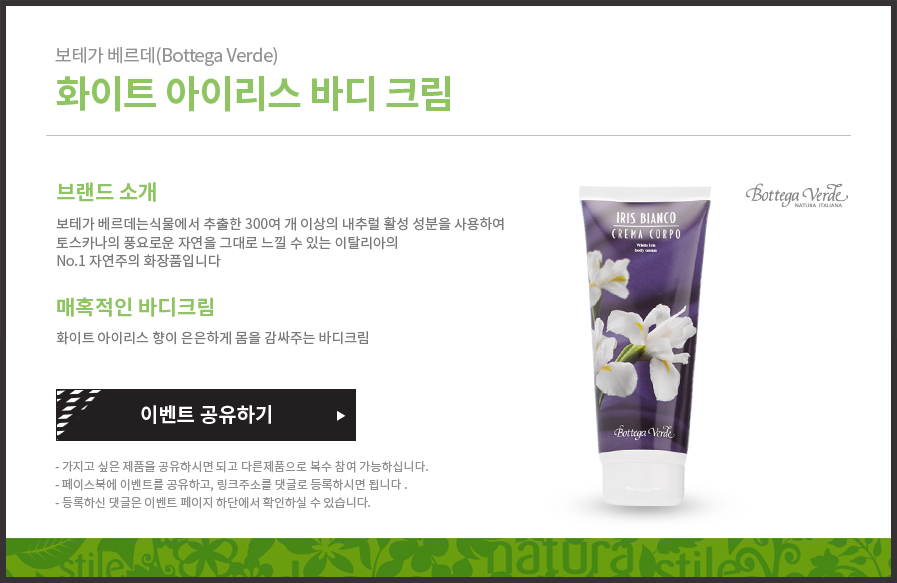 보테가 베르데(Bottega Verde)
화이트 아이리스 바디 크림
브랜드 소개
보테가 베르데는식물에서 추출한 300여 개 이상의 내추럴 활성 성분을 사용하여
토스카나의 풍요로운 자연을 그대로 느낄 수 있는 이탈리아의
No.1 자연주의 화장품입니다
매혹적인 바디크림
화이트 아이리스 향이 은은하게 몸을 감싸주는 바디크림
이벤트 공유하기
- 가지고 싶은 제품을 공유하시면 되고 다른제품으로 복수 참여 가능하십니다.
- 페이스북에 이벤트를 공유하고, 링크주소를 댓글로 등록하시면 됩니다 .
- 등록하신 댓글은 이벤트 페이지 하단에서 확인하실 수 있습니다.
Bottega Verde
NATURA ITALIANA
IRIS BIANCO
CREMA CORPO
White Iris
body cream
Bottega Verde
stile
natura
stile